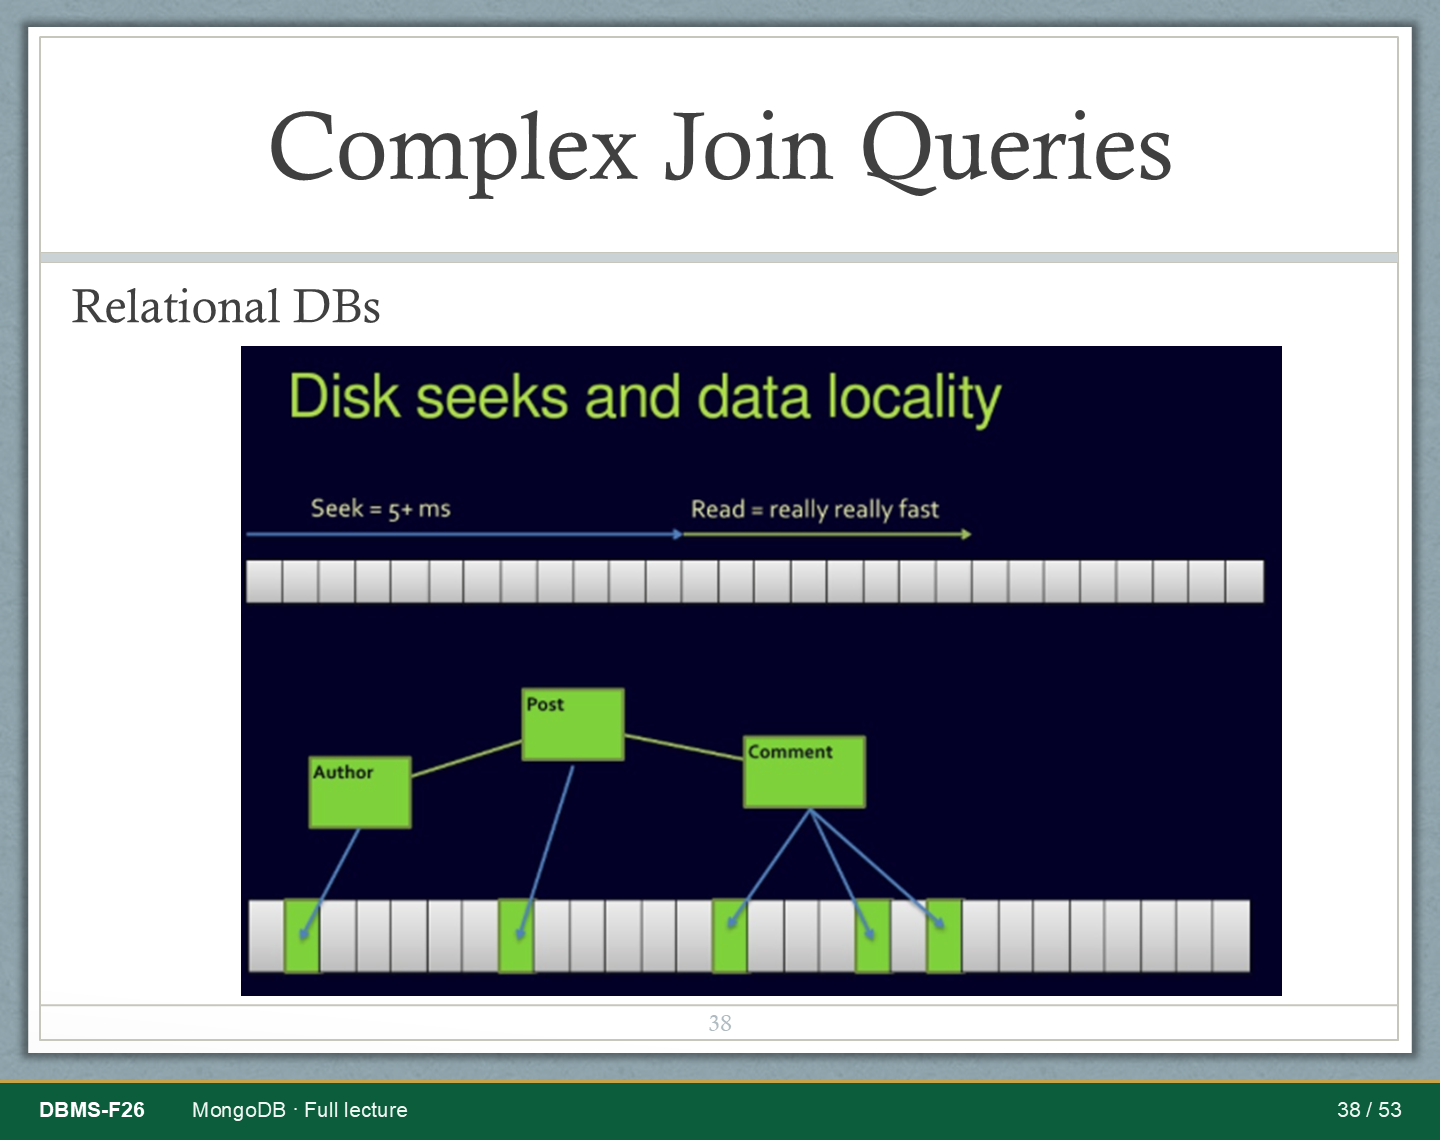 Complex Join Queries
Relational DBs
Disk seeks and data locality
Seek = 5+ ms
Read = really really fast
Post
Comment
Author
38
DBMS-F26 MongoDB · Full lecture 38 / 53